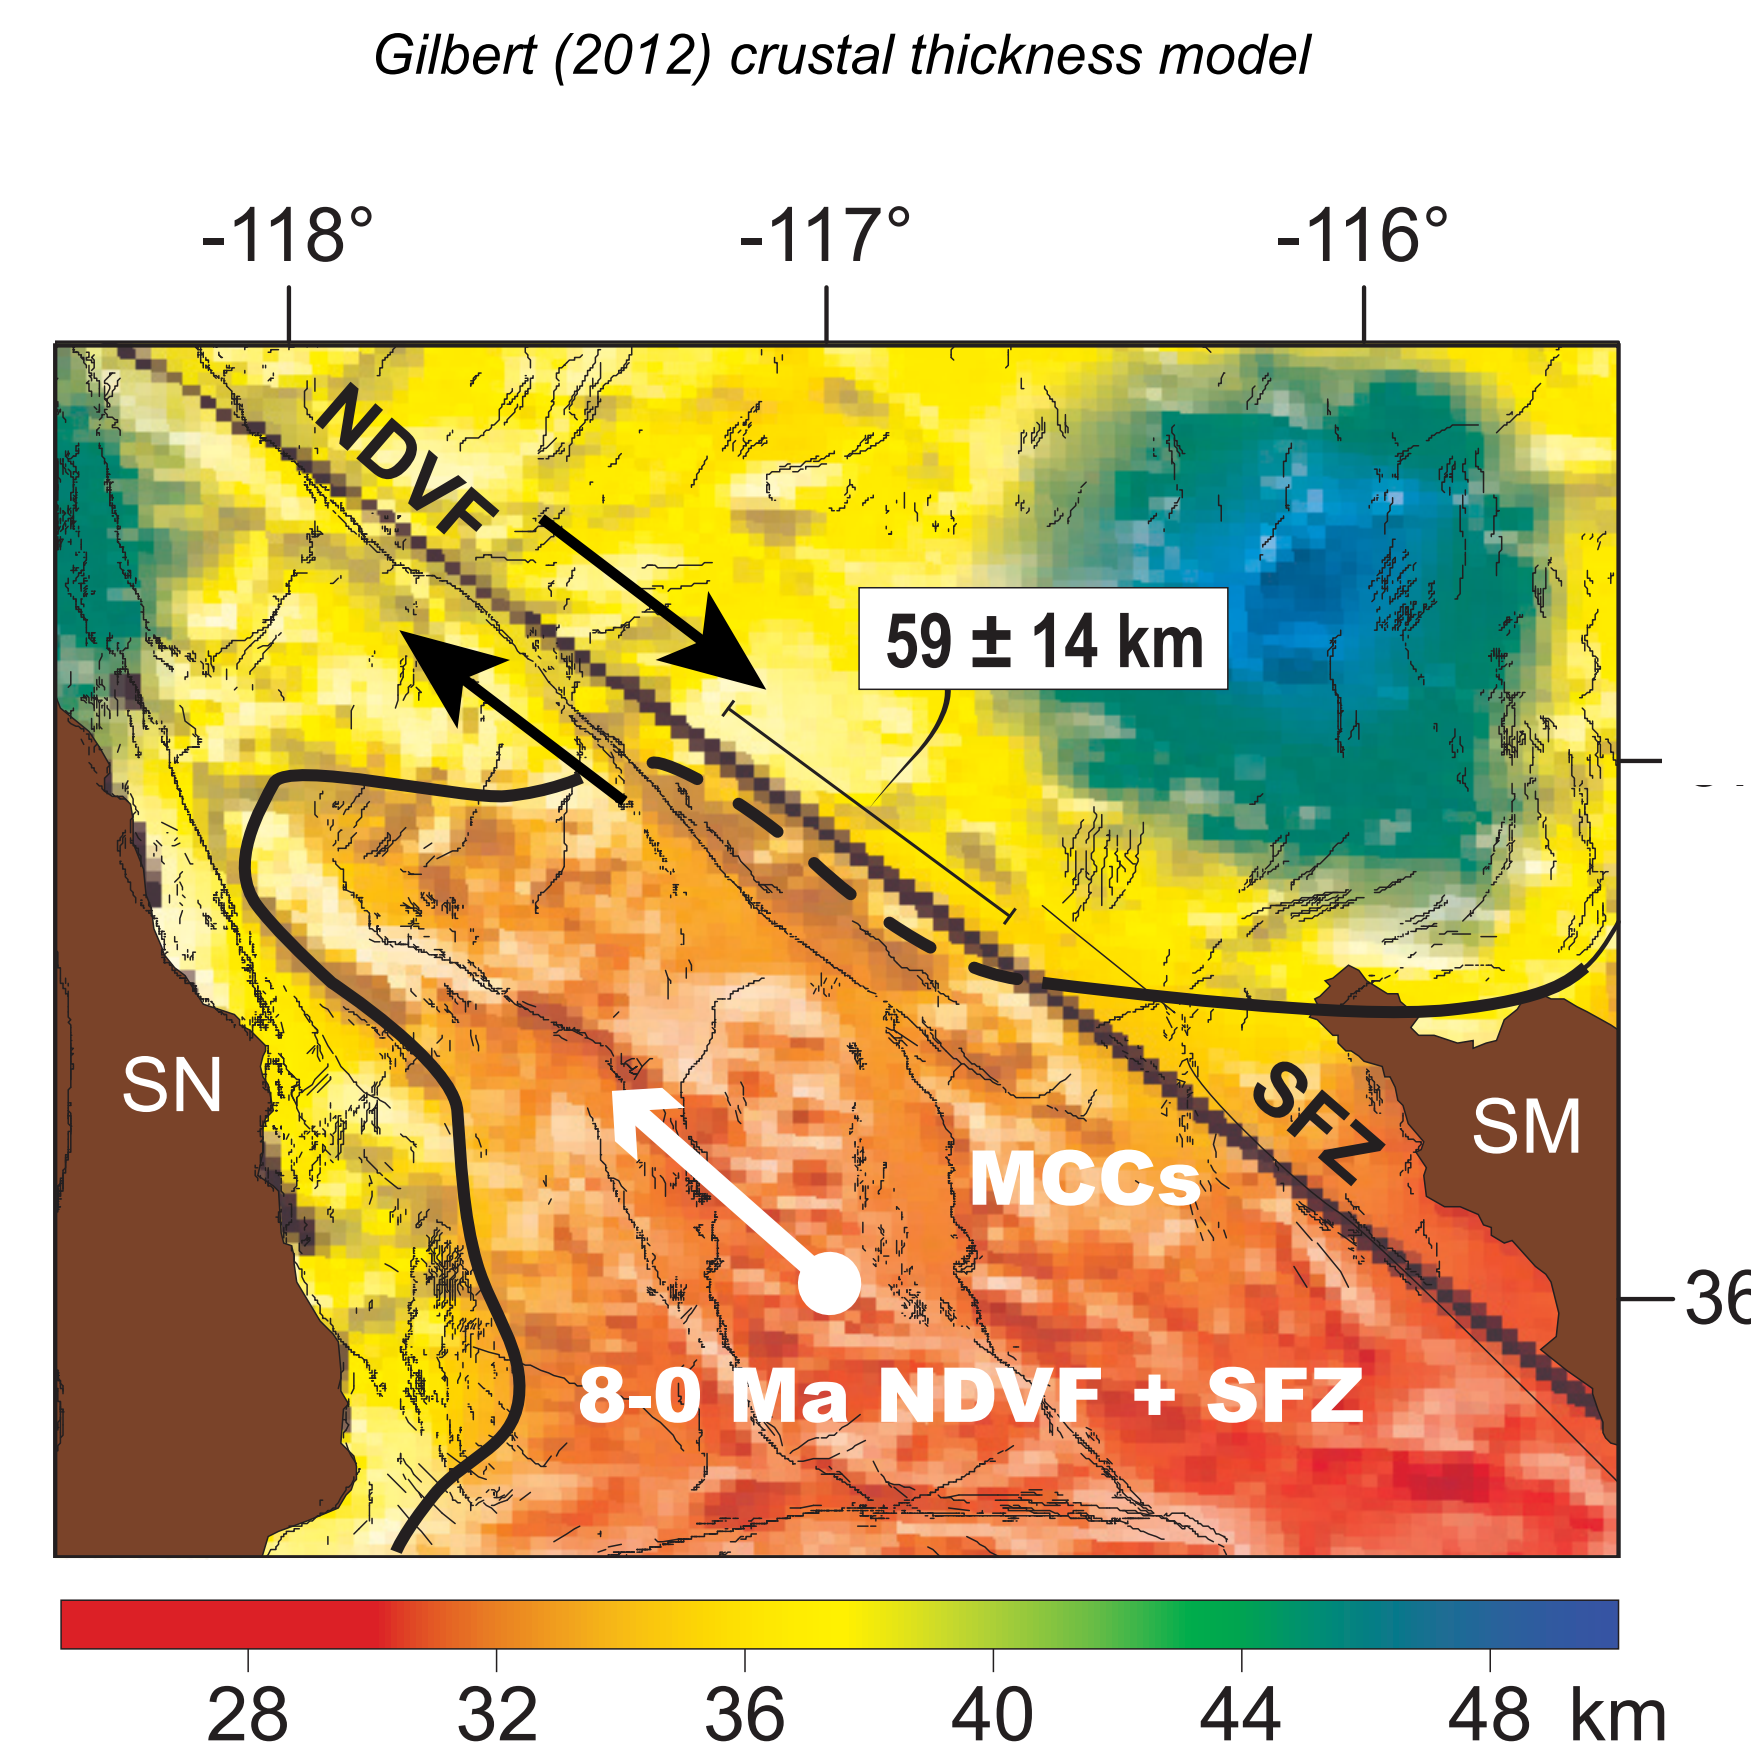 Gilbert (2012) crustal thickness model
-118°
-117°
-116°
NDVF
59 ± 14 km
SN
SFZ
SM
MCCs
36
8-0 Ma NDVF + SFZ
28
32
36
40
44
48
km